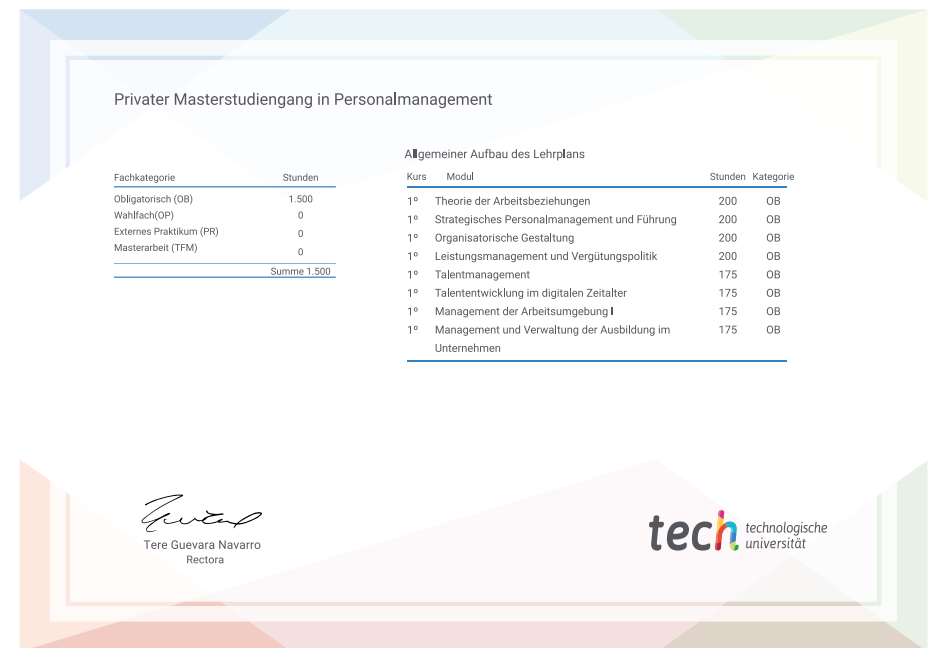 Privater Masterstudiengang in Personalmanagement
Fachkategorie Stunden
Obligatorisch (OB) 1.500
Wahlfach(OP) 0
Externes Praktikum (PR) 0
Masterarbeit (TFM) 0
Summe 1.500
Allgemeiner Aufbau des Lehrplans
Kurs Modul Stunden Kategorie
1º Theorie der Arbeitsbeziehungen 200 OB
1º Strategisches Personalmanagement und Führung 200 OB
1º Organisatorische Gestaltung 200 OB
1º Leistungsmanagement und Vergütungspolitik 200 OB
1º Talentmanagement 175 OB
1º Talententwicklung im digitalen Zeitalter 175 OB
1º Management der Arbeitsumgebung I 175 OB
1º Management und Verwaltung der Ausbildung im 175 OB
Unternehmen
Tere Guevara Navarro
Rectora
tech technologische
universität